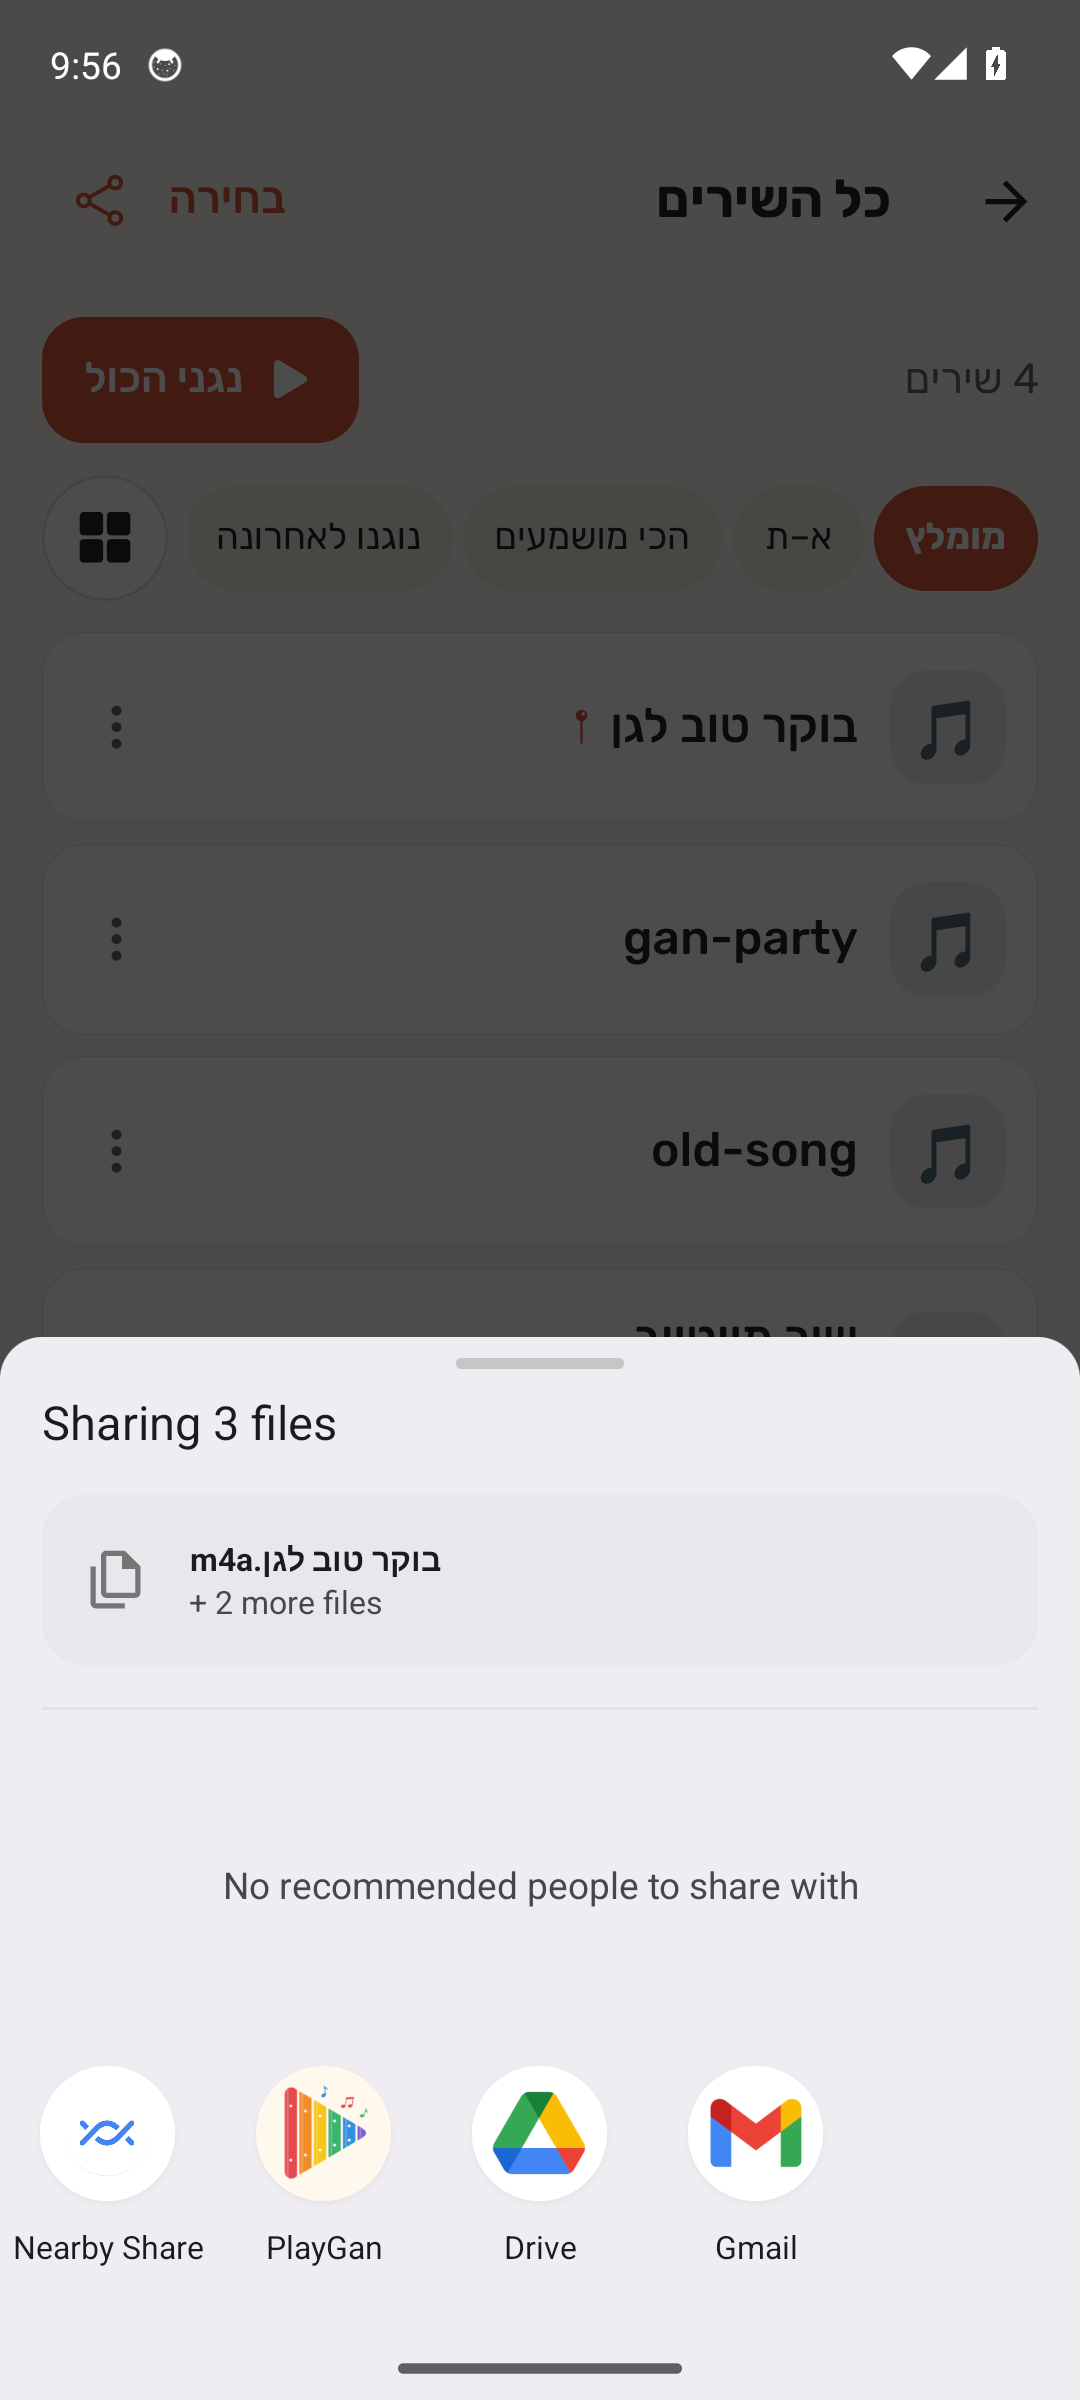 9:56
כל השירים
בחירה
4 שירים
נגני הכול
מומלץ
א-ת
הכי מושמעים
נוגנו לאחרונה
בוקר טוב לגן
gan-party
old-song
Sharing 3 files
בוקר טוב לגן.m4a
+ 2 more files
No recommended people to share with
Nearby Share
PlayGan
Drive
Gmail